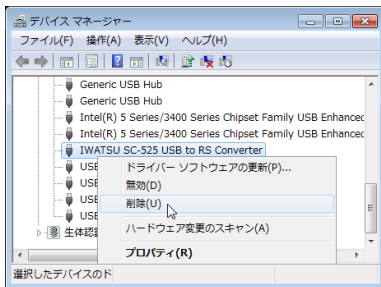 デバイス マネージャー
ファイル(F) 操作(A) 表示(V) ヘルプ(H)
Generic USB Hub
Generic USB Hub
Intel(R) 5 Series/3400 Series Chipset Family USB Enhanced
Intel(R) 5 Series/3400 Series Chipset Family USB Enhanced
IWATSU SC-525 USB to RS Converter
USB
ドライバー ソフトウェアの更新(P)...
USB
無効(D)
USB
削除(U)
USB
ハードウェア変更のスキャン(A)
生体認
プロパティ(R)
選択したデバイスのド